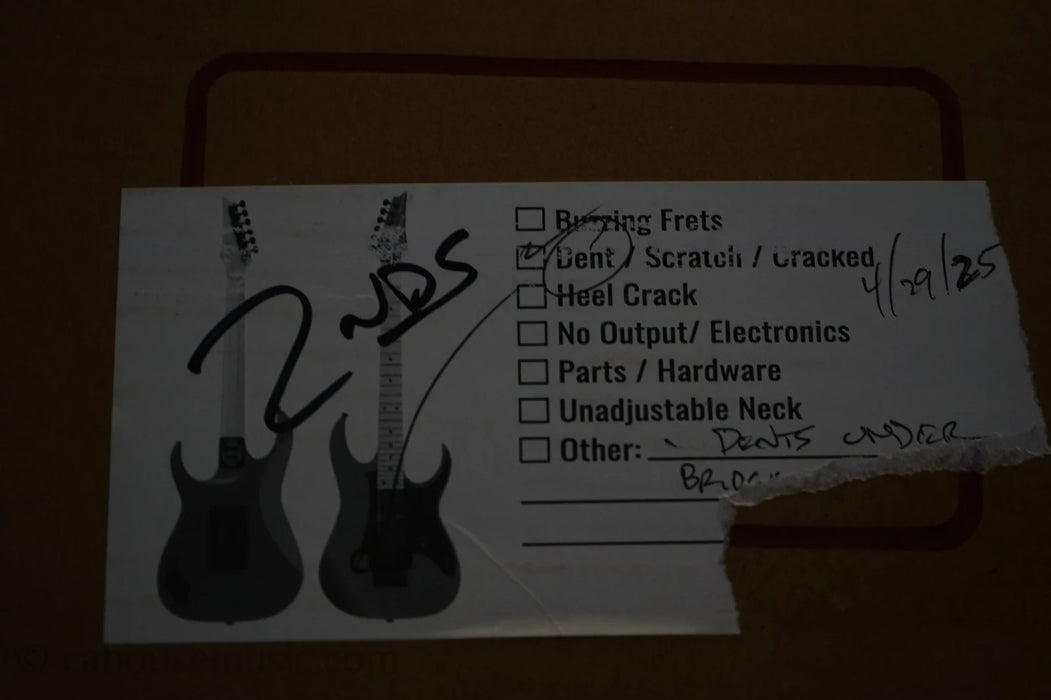 2NDS
Buzzing Frets
Dent / Scratch / Cracked
4/29/25
Heel Crack
No Output/ Electronics
Parts / Hardware
Unadjustable Neck
Other: DENTS UNDER
© cahousemusic.com